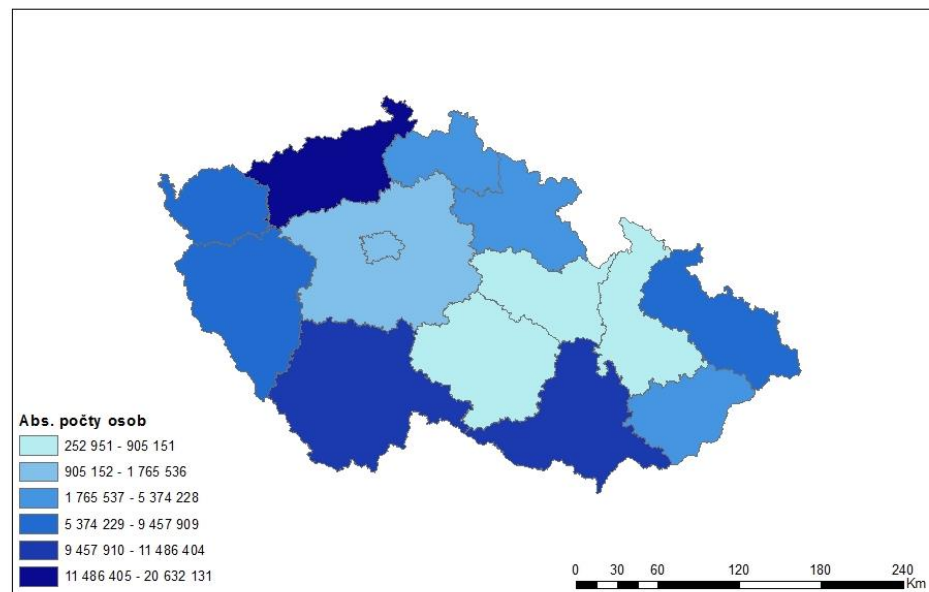 Abs. počty osob
252 951 - 905 151
905 152 - 1 765 536
1 765 537 - 5 374 228
5 374 229 - 9 457 909
9 457 910 - 11 486 404
11 486 405 - 20 632 131
0 30 60 120 180 240
Km